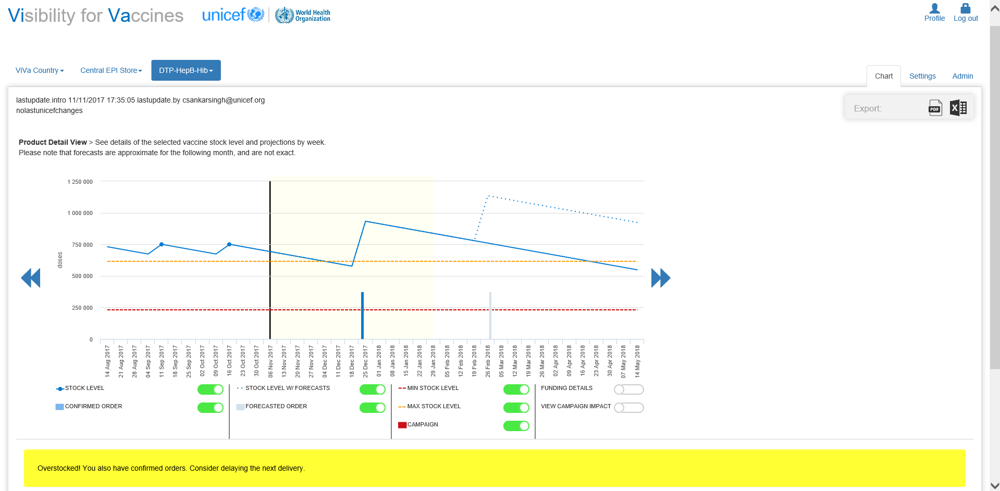 Visibility for Vaccines
unicef
World Health
Organization
Profile
Log out
ViVa Country
Central EPI Store
DTP-HepB-Hib
Chart
Settings
Admin
lastupdate.intro 11/11/2017 17:35:05 lastupdate.by csankarsingh@unicef.org
nolastunicefchanges
Export:
PDF
X
Product Detail View > See details of the selected vaccine stock level and projections by week.
Please note that forecasts are approximate for the following month, and are not exact.
doses
1 250 000
1 000 000
750 000
500 000
250 000
0
14 Aug 2017
21 Aug 2017
28 Aug 2017
04 Sep 2017
11 Sep 2017
18 Sep 2017
25 Sep 2017
02 Oct 2017
09 Oct 2017
16 Oct 2017
23 Oct 2017
30 Oct 2017
06 Nov 2017
13 Nov 2017
20 Nov 2017
27 Nov 2017
04 Dec 2017
11 Dec 2017
18 Dec 2017
25 Dec 2017
01 Jan 2018
08 Jan 2018
15 Jan 2018
22 Jan 2018
29 Jan 2018
05 Feb 2018
12 Feb 2018
19 Feb 2018
26 Feb 2018
05 Mar 2018
12 Mar 2018
19 Mar 2018
26 Mar 2018
02 Apr 2018
09 Apr 2018
16 Apr 2018
23 Apr 2018
30 Apr 2018
07 May 2018
14 May 2018
STOCK LEVEL
CONFIRMED ORDER
STOCK LEVEL W/ FORECASTS
FORECASTED ORDER
MIN STOCK LEVEL
MAX STOCK LEVEL
CAMPAIGN
FUNDING DETAILS
VIEW CAMPAIGN IMPACT
Overstocked! You also have confirmed orders. Consider delaying the next delivery.